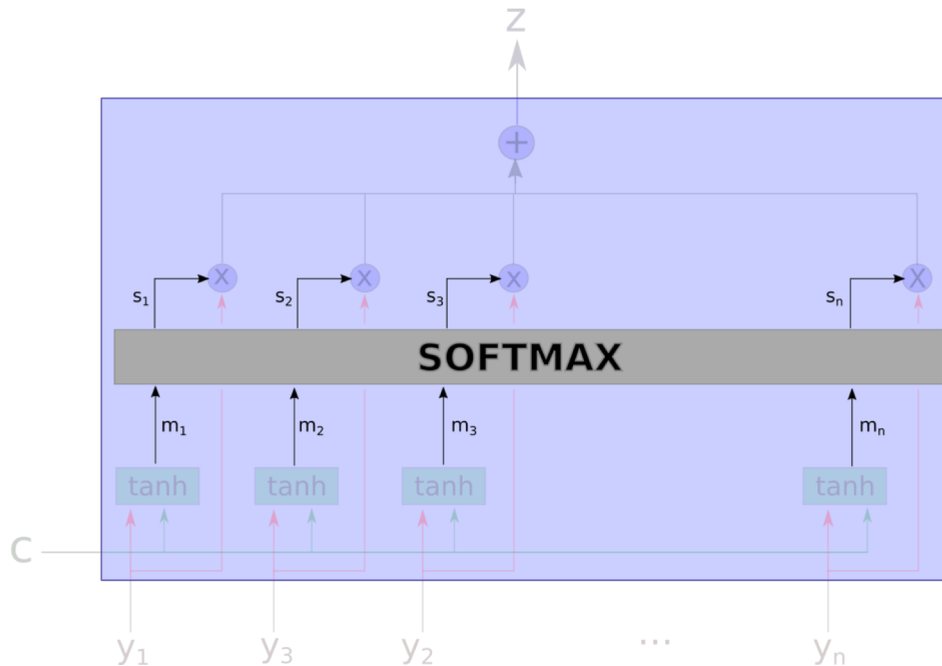 z
+
x x x x
s₁ s₂ s₃ sₙ
SOFTMAX
m₁ m₂ m₃ mₙ
tanh tanh tanh tanh
C
y₁ y₃ y₂ ... yₙ